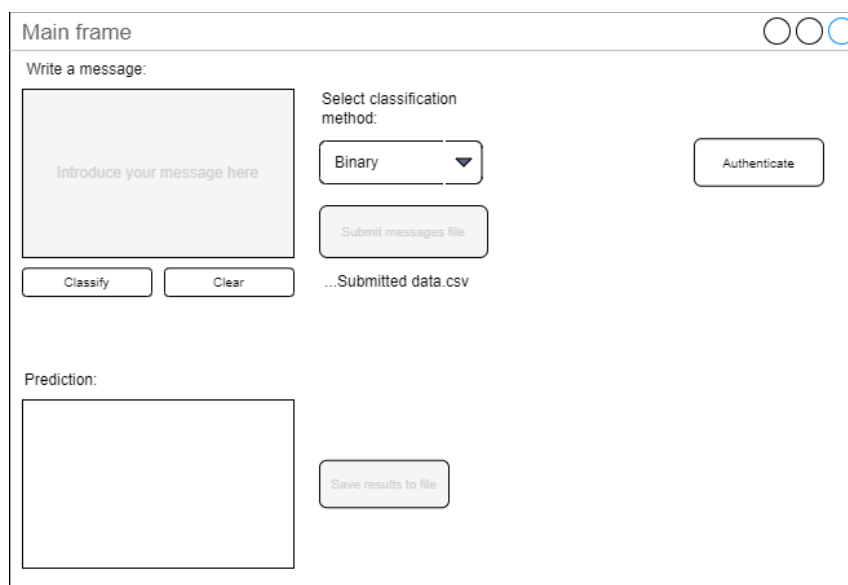 Main frame
Write a message:
Introduce your message here
Select classification
method:
Binary
Authenticate
Submit messages file
Classify
Clear
...Submitted data.csv
Prediction:
Save results to file